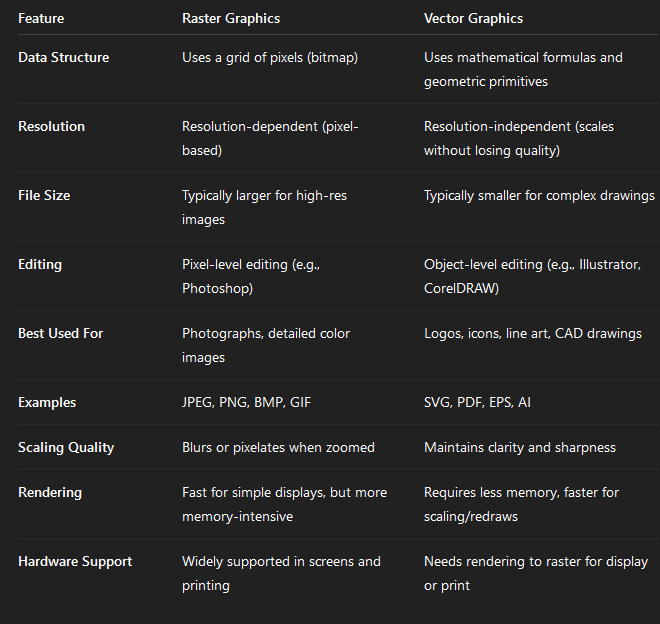 Feature Raster Graphics Vector Graphics
Data Structure Uses a grid of pixels (bitmap) Uses mathematical formulas and
geometric primitives
Resolution Resolution-dependent (pixel- Resolution-independent (scales
based) without losing quality)
File Size Typically larger for high-res Typically smaller for complex drawings
images
Editing Pixel-level editing (e.g., Object-level editing (e.g., Illustrator,
Photoshop) CorelDRAW)
Best Used For Photographs, detailed color Logos, icons, line art, CAD drawings
images
Examples JPEG, PNG, BMP, GIF SVG, PDF, EPS, AI
Scaling Quality Blurs or pixelates when zoomed Maintains clarity and sharpness
Rendering Fast for simple displays, but more Requires less memory, faster for
memory-intensive scaling/redraws
Hardware Support Widely supported in screens and Needs rendering to raster for display
printing or print